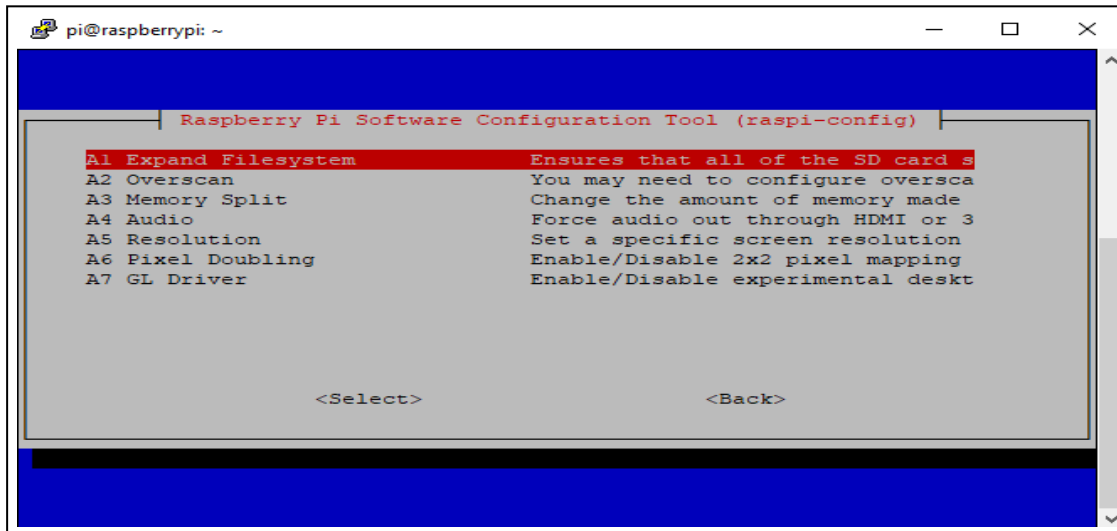 pi@raspberrypi: ~
Raspberry Pi Software Configuration Tool (raspi-config)
A1 Expand Filesystem Ensures that all of the SD card s
A2 Overscan You may need to configure oversca
A3 Memory Split Change the amount of memory made
A4 Audio Force audio out through HDMI or 3
A5 Resolution Set a specific screen resolution
A6 Pixel Doubling Enable/Disable 2x2 pixel mapping
A7 GL Driver Enable/Disable experimental deskt
<Select> <Back>